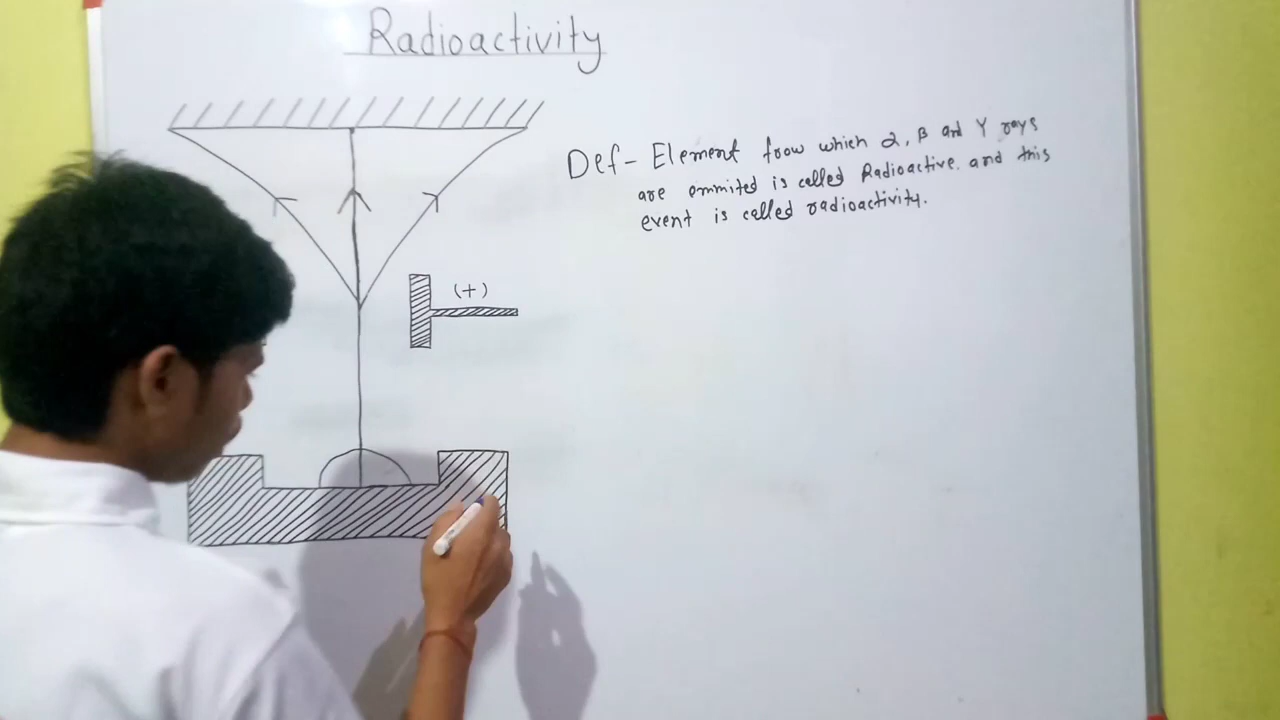 Radioactivity
Def- Element from which α, β and γ rays
are ommited is called Radioactive. and this
event is called radioactivity.
(+)